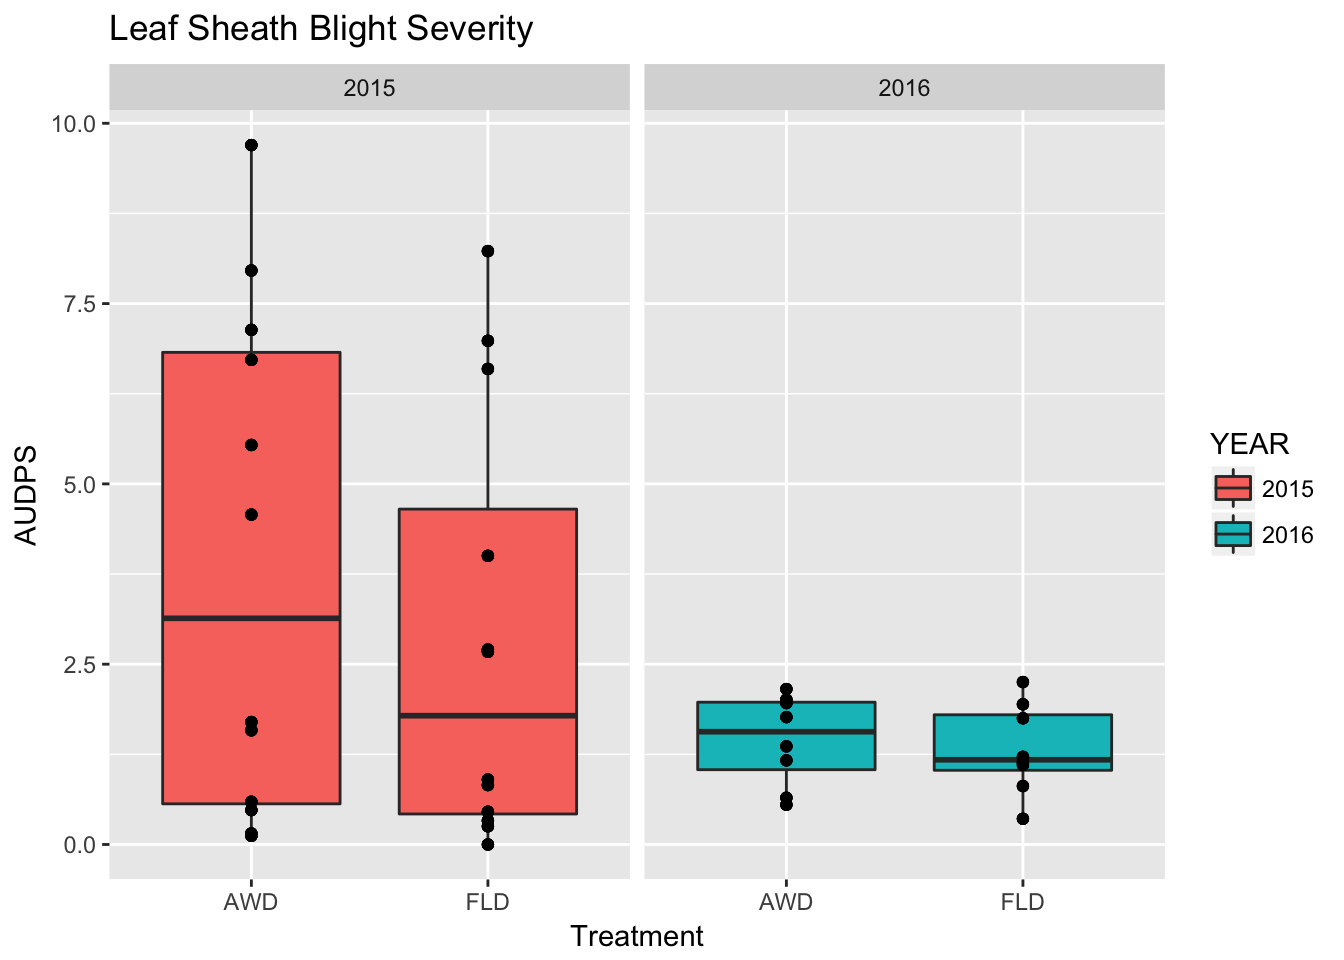 Leaf Sheath Blight Severity
2015
2016
10.0
7.5
5.0
2.5
0.0
AUDPS
AWD
FLD
AWD
FLD
Treatment
YEAR
2015
2016